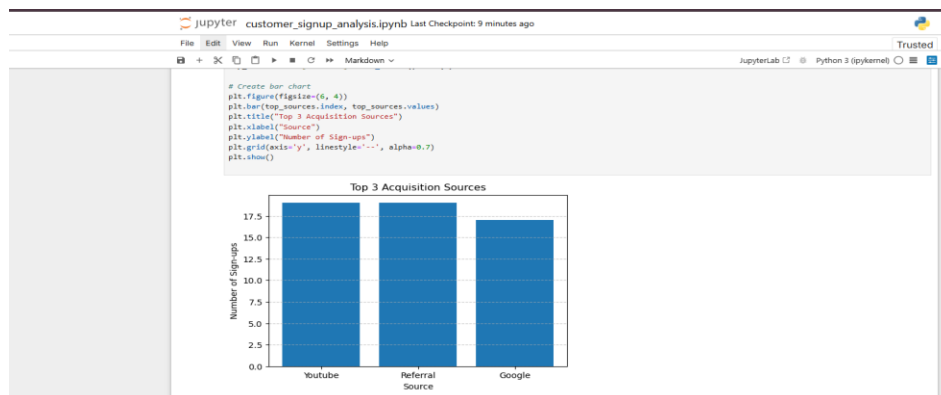 jupyter customer_signup_analysis.ipynb Last Checkpoint: 9 minutes ago
File Edit View Run Kernel Settings Help Trusted
Markdown JupyterLab Python 3 (ipykernel)
# Create bar chart
plt.figure(figsize=(6, 4))
plt.bar(top_sources.index, top_sources.values)
plt.title("Top 3 Acquisition Sources")
plt.xlabel("Source")
plt.ylabel("Number of Sign-ups")
plt.grid(axis='y', linestyle='--', alpha=0.7)
plt.show()
Top 3 Acquisition Sources
Number of Sign-ups
17.5
15.0
12.5
10.0
7.5
5.0
2.5
0.0
Youtube Referral Google
Source